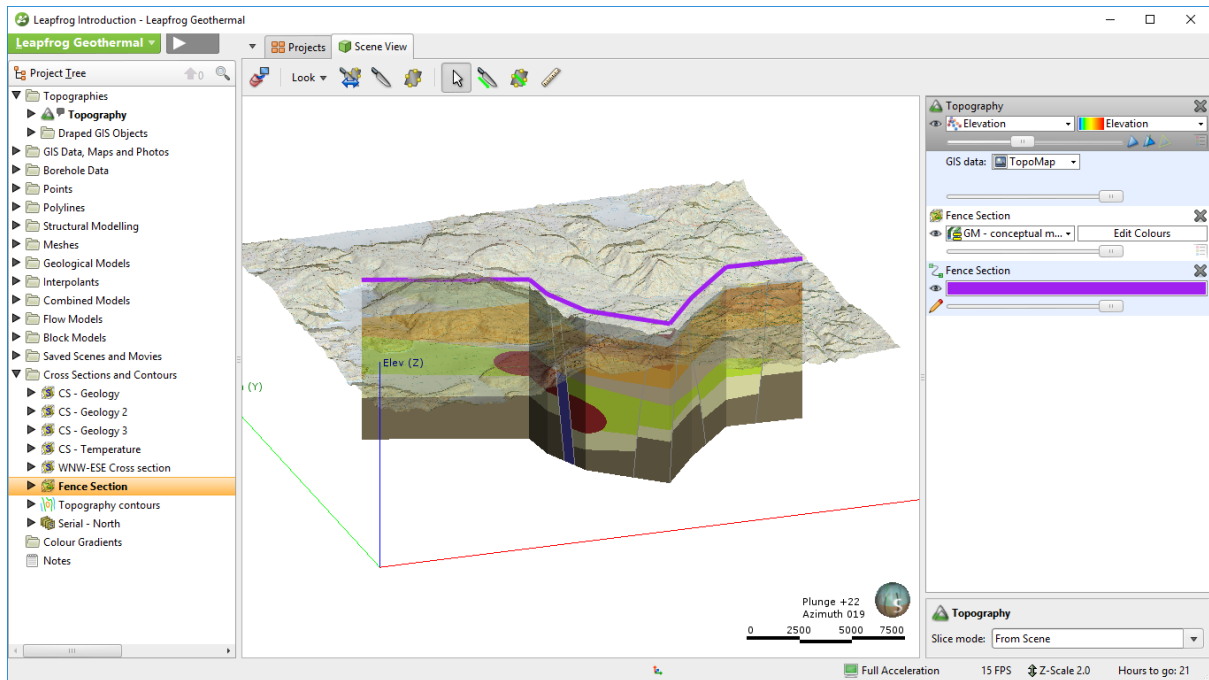 Leapfrog Introduction - Leapfrog Geothermal
Leapfrog Geothermal
Projects
Scene View
Project Tree
0
Look
Topographies
Topography
Draped GIS Objects
GIS Data, Maps and Photos
Borehole Data
Points
Polylines
Structural Modelling
Meshes
Geological Models
Interpolants
Combined Models
Flow Models
Block Models
Saved Scenes and Movies
Cross Sections and Contours
CS - Geology
CS - Geology 2
CS - Geology 3
CS - Temperature
WNW-ESE Cross section
Fence Section
Topography contours
Serial - North
Colour Gradients
Notes
Elev (Z)
(Y)
Plunge +22
Azimuth 019
S
0 2500 5000 7500
Topography
Elevation Elevation
GIS data: TopoMap
Fence Section
GM - conceptual m... Edit Colours
Fence Section
Topography
Slice mode: From Scene
Full Acceleration 15 FPS Z-Scale 2.0 Hours to go: 21